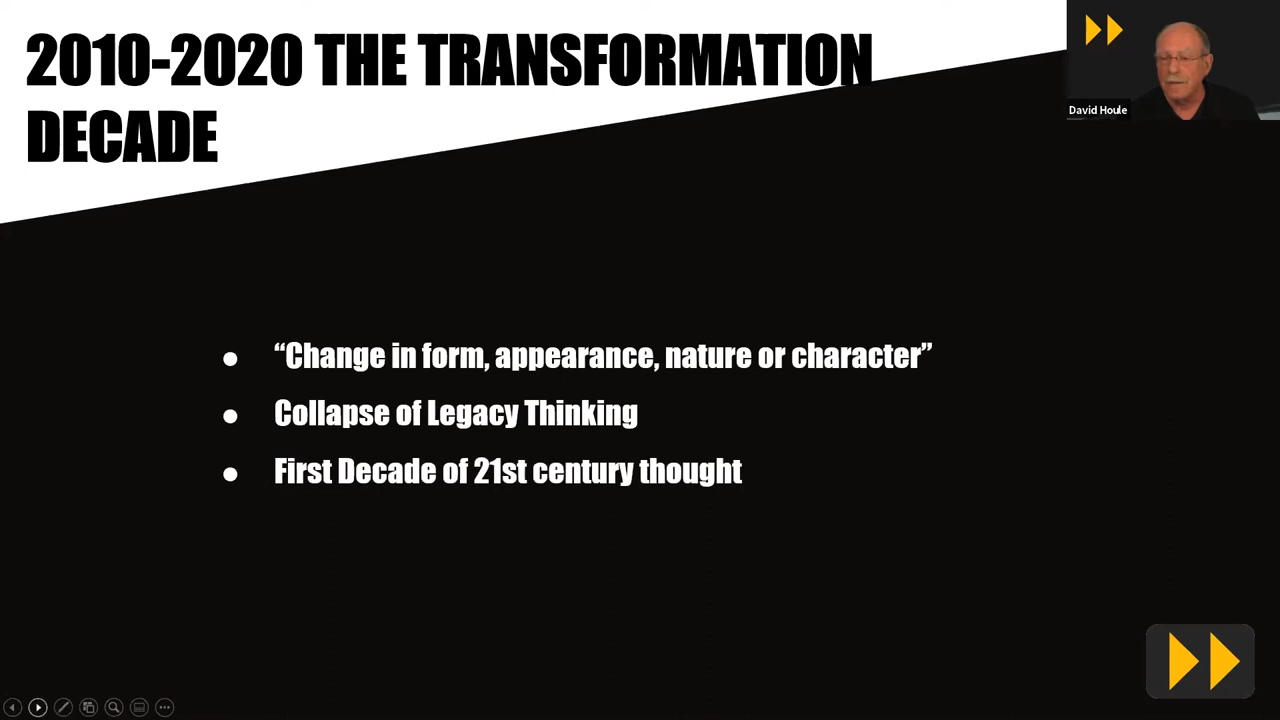 2010-2020 THE TRANSFORMATION
DECADE
David Houle
● “Change in form, appearance, nature or character”
● Collapse of Legacy Thinking
● First Decade of 21st century thought